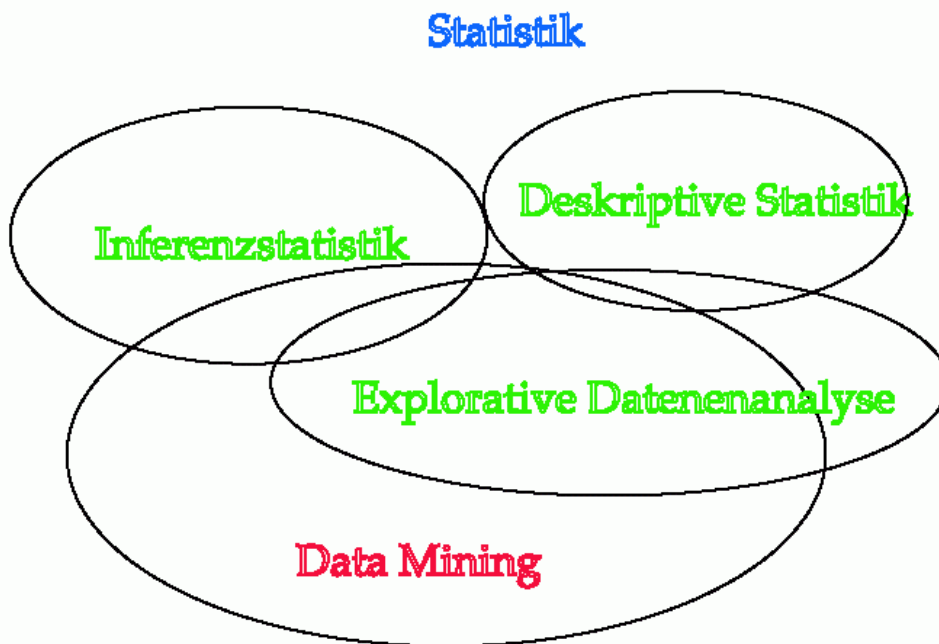 Statistik
Deskriptive Statistik
Inferenzstatistik
Explorative Datenenanalyse
Data Mining